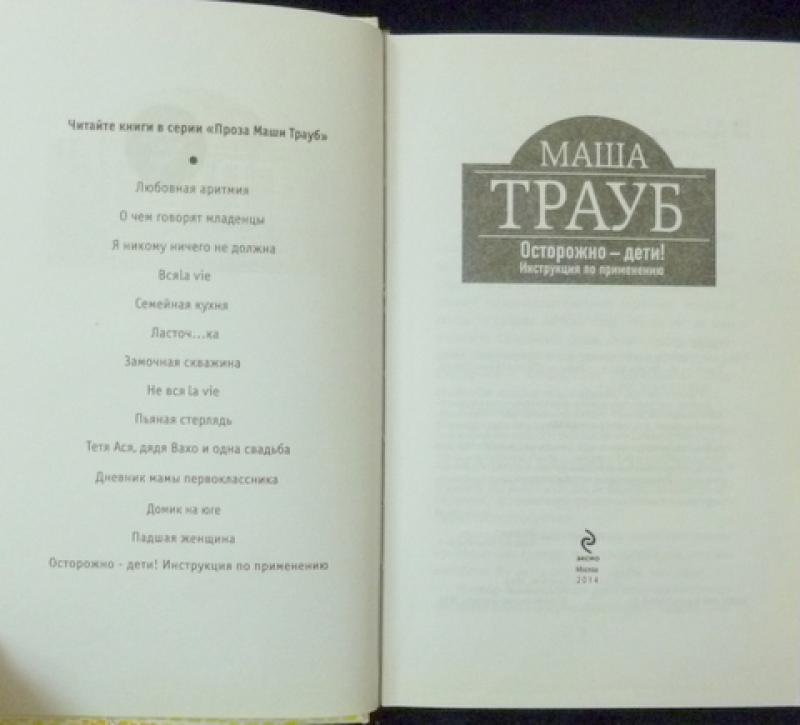 Читайте книги в серии «Проза Маши Трауб»
Любовная аритмия
О чем говорят младенцы
Я никому ничего не должна
Всяla vie
Семейная кухня
Ласточ...ка
Замочная скважина
Не вся la vie
Пьяная стерлядь
Тетя Ася, дядя Вахо и одна свадьба
Дневник мамы первоклассника
Домик на юге
Падшая женщина
Осторожно - дети! Инструкция по применению
МАША
ТРАУБ
Осторожно – дети!
Инструкция по применению
ЭКСМО
Москва
2014